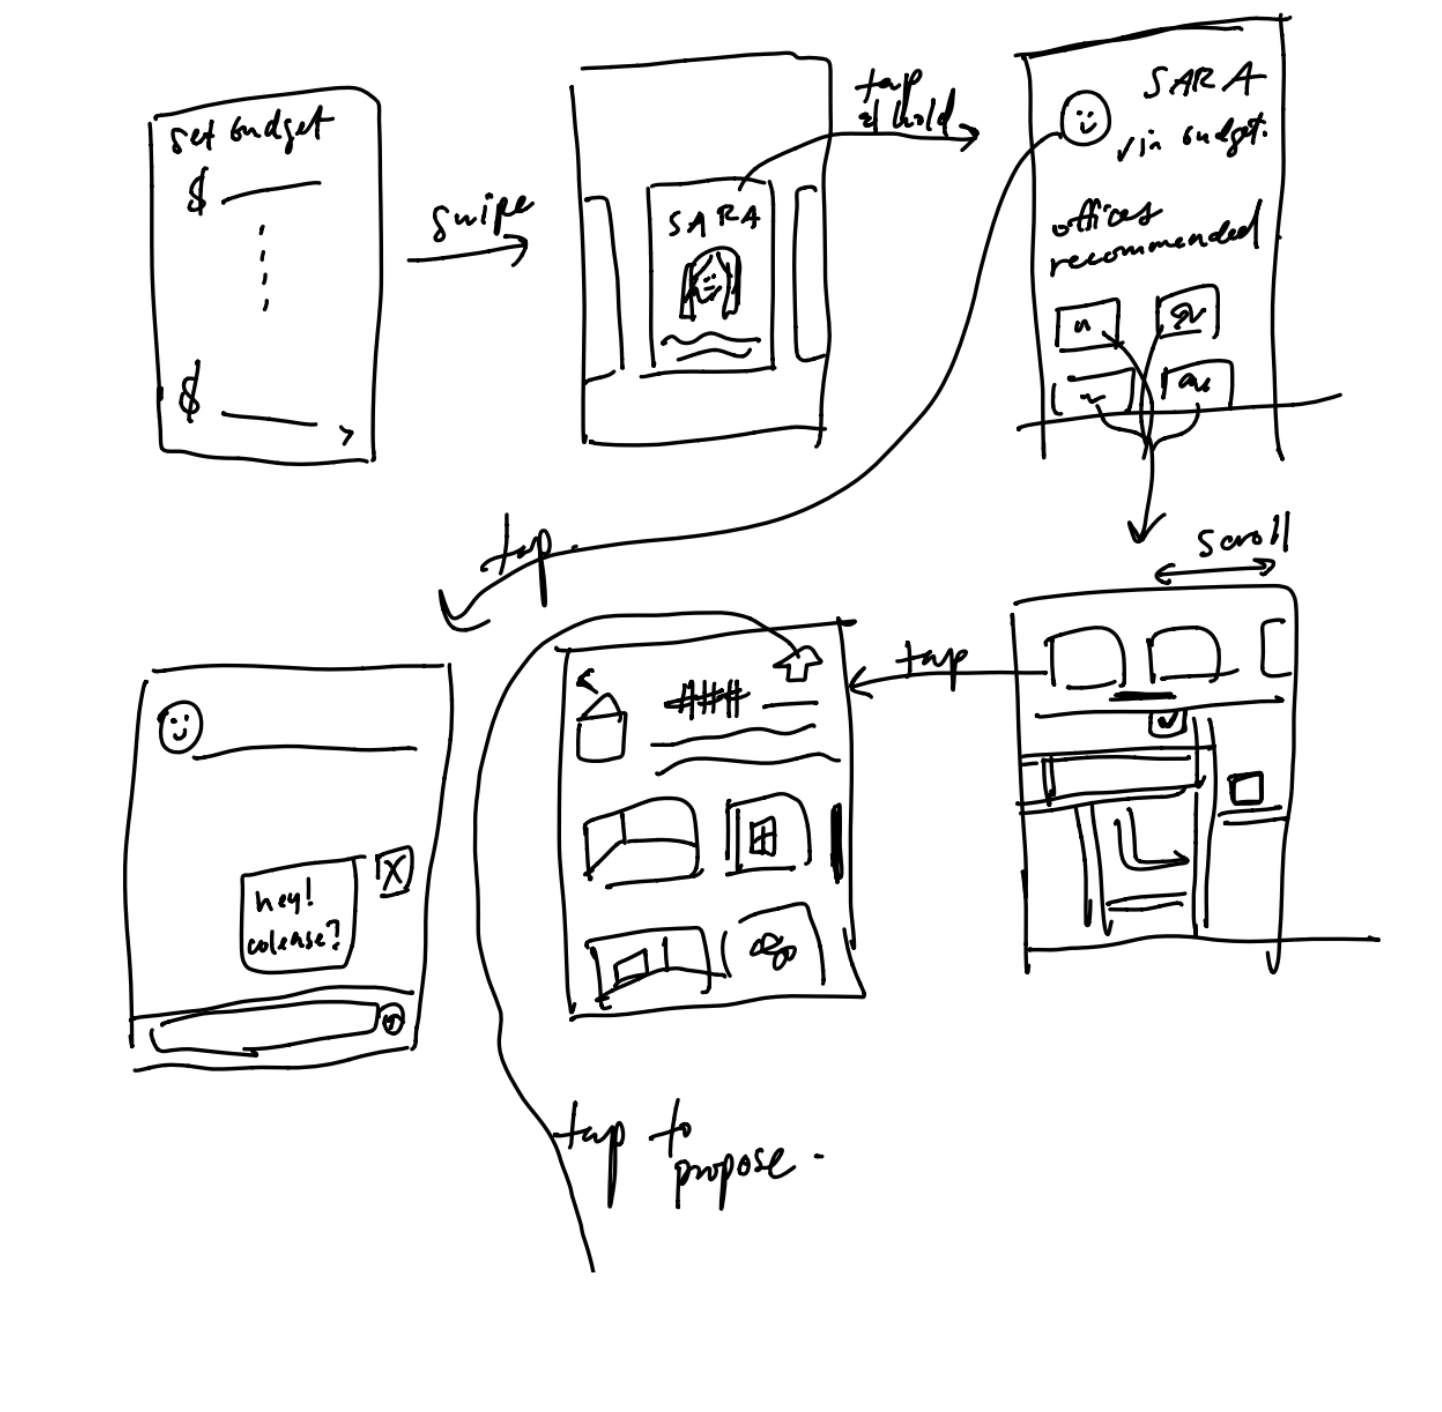 set budget
$
$
swipe
SARA
tap
& hold
SARA
✓in budget.
offices
recommended
tap
scroll
tap
###
hey!
colease?
X
tap to
propose.